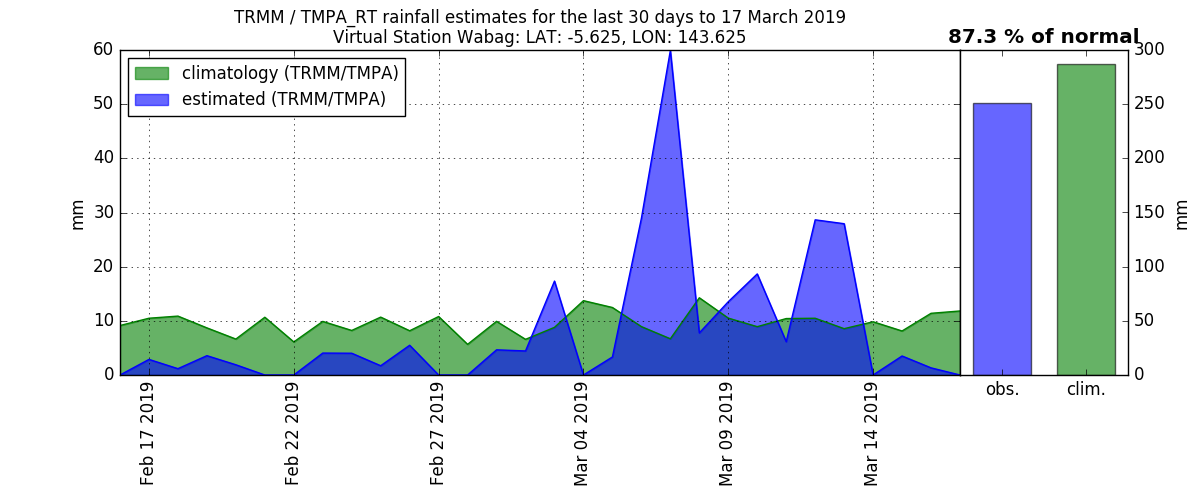 TRMM / TMPA_RT rainfall estimates for the last 30 days to 17 March 2019
Virtual Station Wabag: LAT: -5.625, LON: 143.625
87.3 % of normal
climatology (TRMM/TMPA)
estimated (TRMM/TMPA)
60
50
40
30
20
10
0
mm
Feb 17 2019
Feb 22 2019
Feb 27 2019
Mar 04 2019
Mar 09 2019
Mar 14 2019
300
250
200
150
100
50
0
mm
obs.
clim.